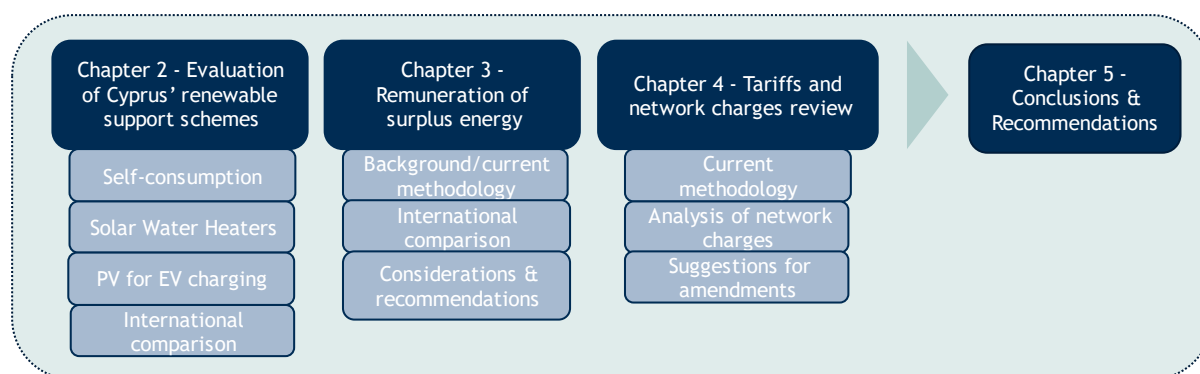 Chapter 2 - Evaluation
of Cyprus’ renewable
support schemes
Self-consumption
Solar Water Heaters
PV for EV charging
International
comparison
Chapter 3 -
Remuneration of
surplus energy
Background/current
methodology
International
comparison
Considerations &
recommendations
Chapter 4 - Tariffs and
network charges review
Current
methodology
Analysis of network
charges
Suggestions for
amendments
Chapter 5 -
Conclusions &
Recommendations